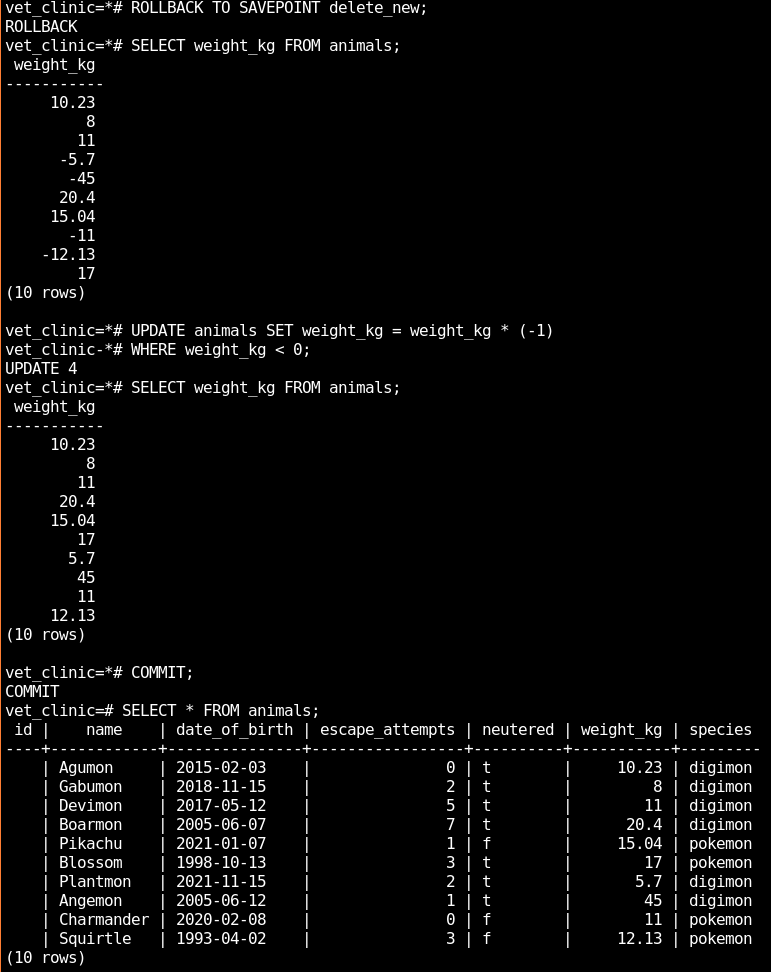 vet_clinic=*# ROLLBACK TO SAVEPOINT delete_new;
ROLLBACK
vet_clinic=*# SELECT weight_kg FROM animals;
 weight_kg
-----------
     10.23
         8
        11
      -5.7
       -45
      20.4
     15.04
       -11
    -12.13
        17
(10 rows)

vet_clinic=*# UPDATE animals SET weight_kg = weight_kg * (-1)
vet_clinic-*# WHERE weight_kg < 0;
UPDATE 4
vet_clinic=*# SELECT weight_kg FROM animals;
 weight_kg
-----------
     10.23
         8
        11
      20.4
     15.04
        17
       5.7
        45
        11
     12.13
(10 rows)

vet_clinic=*# COMMIT;
COMMIT
vet_clinic=# SELECT * FROM animals;
 id |    name    | date_of_birth | escape_attempts | neutered | weight_kg | species
----+------------+---------------+-----------------+----------+-----------+---------
    | Agumon     | 2015-02-03    |               0 | t        |     10.23 | digimon
    | Gabumon    | 2018-11-15    |               2 | t        |         8 | digimon
    | Devimon    | 2017-05-12    |               5 | t        |        11 | digimon
    | Boarmon    | 2005-06-07    |               7 | t        |      20.4 | digimon
    | Pikachu    | 2021-01-07    |               1 | f        |     15.04 | pokemon
    | Blossom    | 1998-10-13    |               3 | t        |        17 | pokemon
    | Plantmon   | 2021-11-15    |               2 | t        |       5.7 | digimon
    | Angemon    | 2005-06-12    |               1 | t        |        45 | digimon
    | Charmander | 2020-02-08    |               0 | f        |        11 | pokemon
    | Squirtle   | 1993-04-02    |               3 | f        |     12.13 | pokemon
(10 rows)